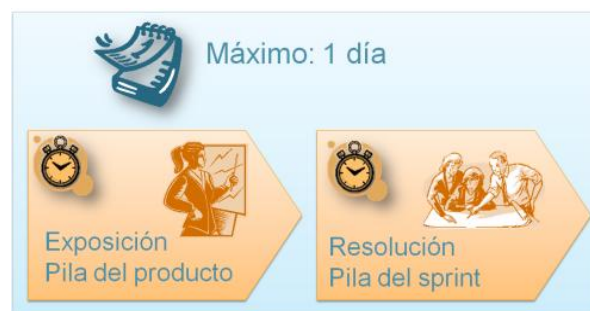 Máximo: 1 día
Exposición
Pila del producto
Resolución
Pila del sprint